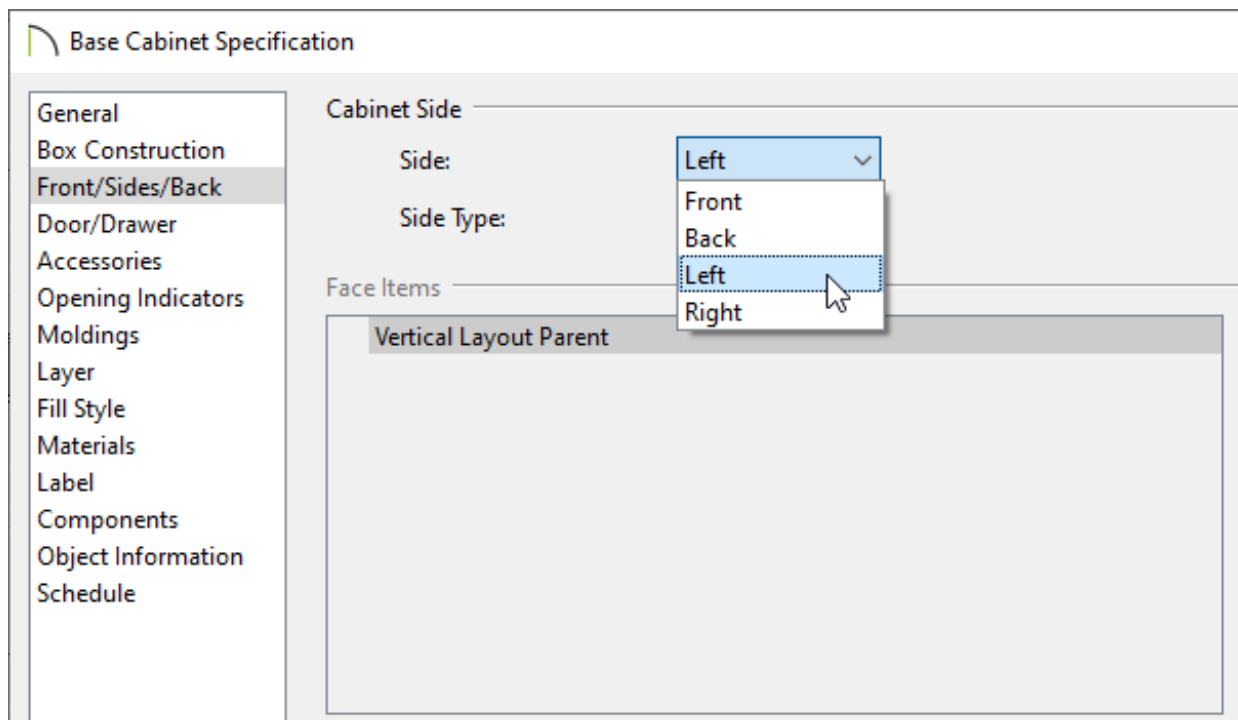 Base Cabinet Specification
General
Box Construction
Front/Sides/Back
Door/Drawer
Accessories
Opening Indicators
Moldings
Layer
Fill Style
Materials
Label
Components
Object Information
Schedule
Cabinet Side
Side: Left
Front
Back
Left
Right
Side Type:
Face Items
Vertical Layout Parent